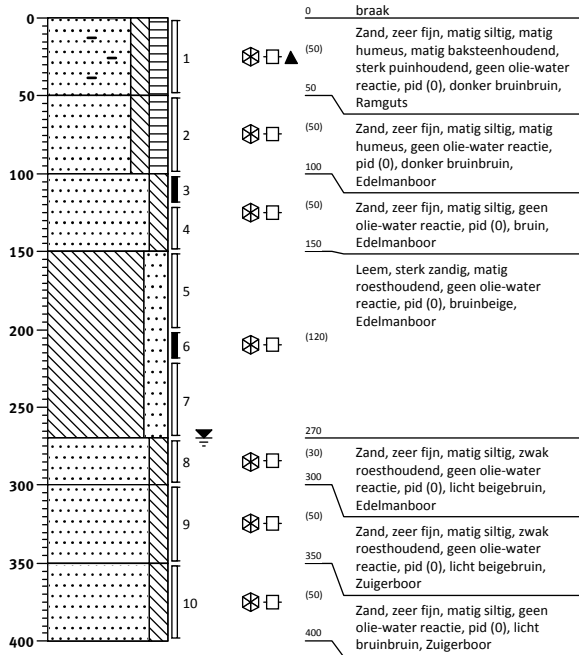 0
50
100
150
200
250
300
350
400
1
2
3
4
5
6
7
8
9
10
0 braak
(50) Zand, zeer fijn, matig siltig, matig
humeus, matig baksteenhoudend,
sterk puinhoudend, geen olie-water
reactie, pid (0), donker bruinbruin,
Ramguts
50
(50) Zand, zeer fijn, matig siltig, matig
humeus, geen olie-water reactie,
pid (0), donker bruinbruin,
Edelmanboor
100
(50) Zand, zeer fijn, matig siltig, geen
olie-water reactie, pid (0), bruin,
Edelmanboor
150
Leem, sterk zandig, matig
roesthoudend, geen olie-water
reactie, pid (0), bruinbeige,
Edelmanboor
(120)
270
(30) Zand, zeer fijn, matig siltig, zwak
roesthoudend, geen olie-water
reactie, pid (0), licht beigebruin,
Edelmanboor
300
(50) Zand, zeer fijn, matig siltig, zwak
roesthoudend, geen olie-water
reactie, pid (0), licht beigebruin,
Zuigerboor
350
(50) Zand, zeer fijn, matig siltig, geen
olie-water reactie, pid (0), licht
bruinbruin, Zuigerboor
400